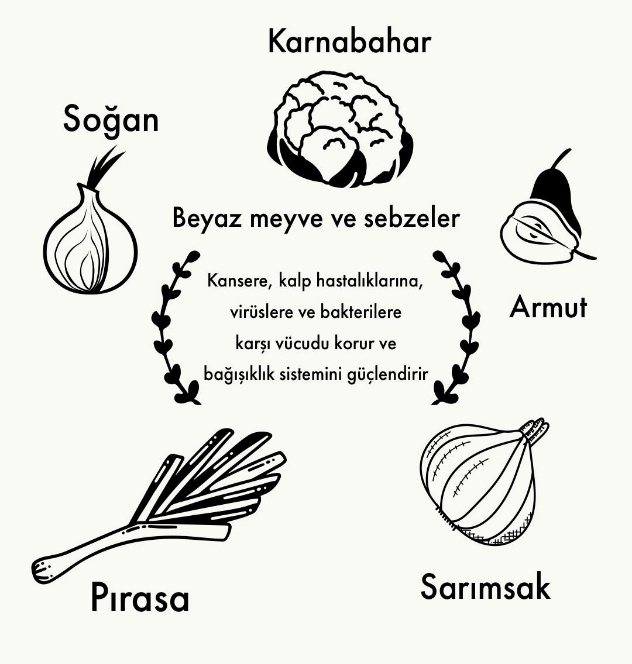 Karnabahar
Soğan
Beyaz meyve ve sebzeler
Armut
Kansere, kalp hastalıklarına,
virüslere ve bakterilere
karşı vücudu korur ve
bağışıklık sistemini güçlendirir
Pırasa
Sarımsak